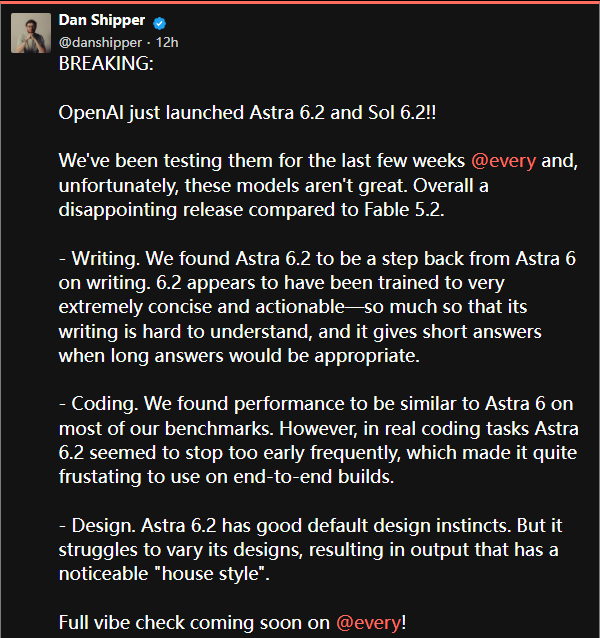 Dan Shipper
@danshipper · 12h
BREAKING:
OpenAI just launched Astra 6.2 and Sol 6.2!!
We've been testing them for the last few weeks @every and,
unfortunately, these models aren't great. Overall a
disappointing release compared to Fable 5.2.
- Writing. We found Astra 6.2 to be a step back from Astra 6
on writing. 6.2 appears to have been trained to very
extremely concise and actionable—so much so that its
writing is hard to understand, and it gives short answers
when long answers would be appropriate.
- Coding. We found performance to be similar to Astra 6 on
most of our benchmarks. However, in real coding tasks Astra
6.2 seemed to stop too early frequently, which made it quite
frustating to use on end-to-end builds.
- Design. Astra 6.2 has good default design instincts. But it
struggles to vary its designs, resulting in output that has a
noticeable "house style".
Full vibe check coming soon on @every!